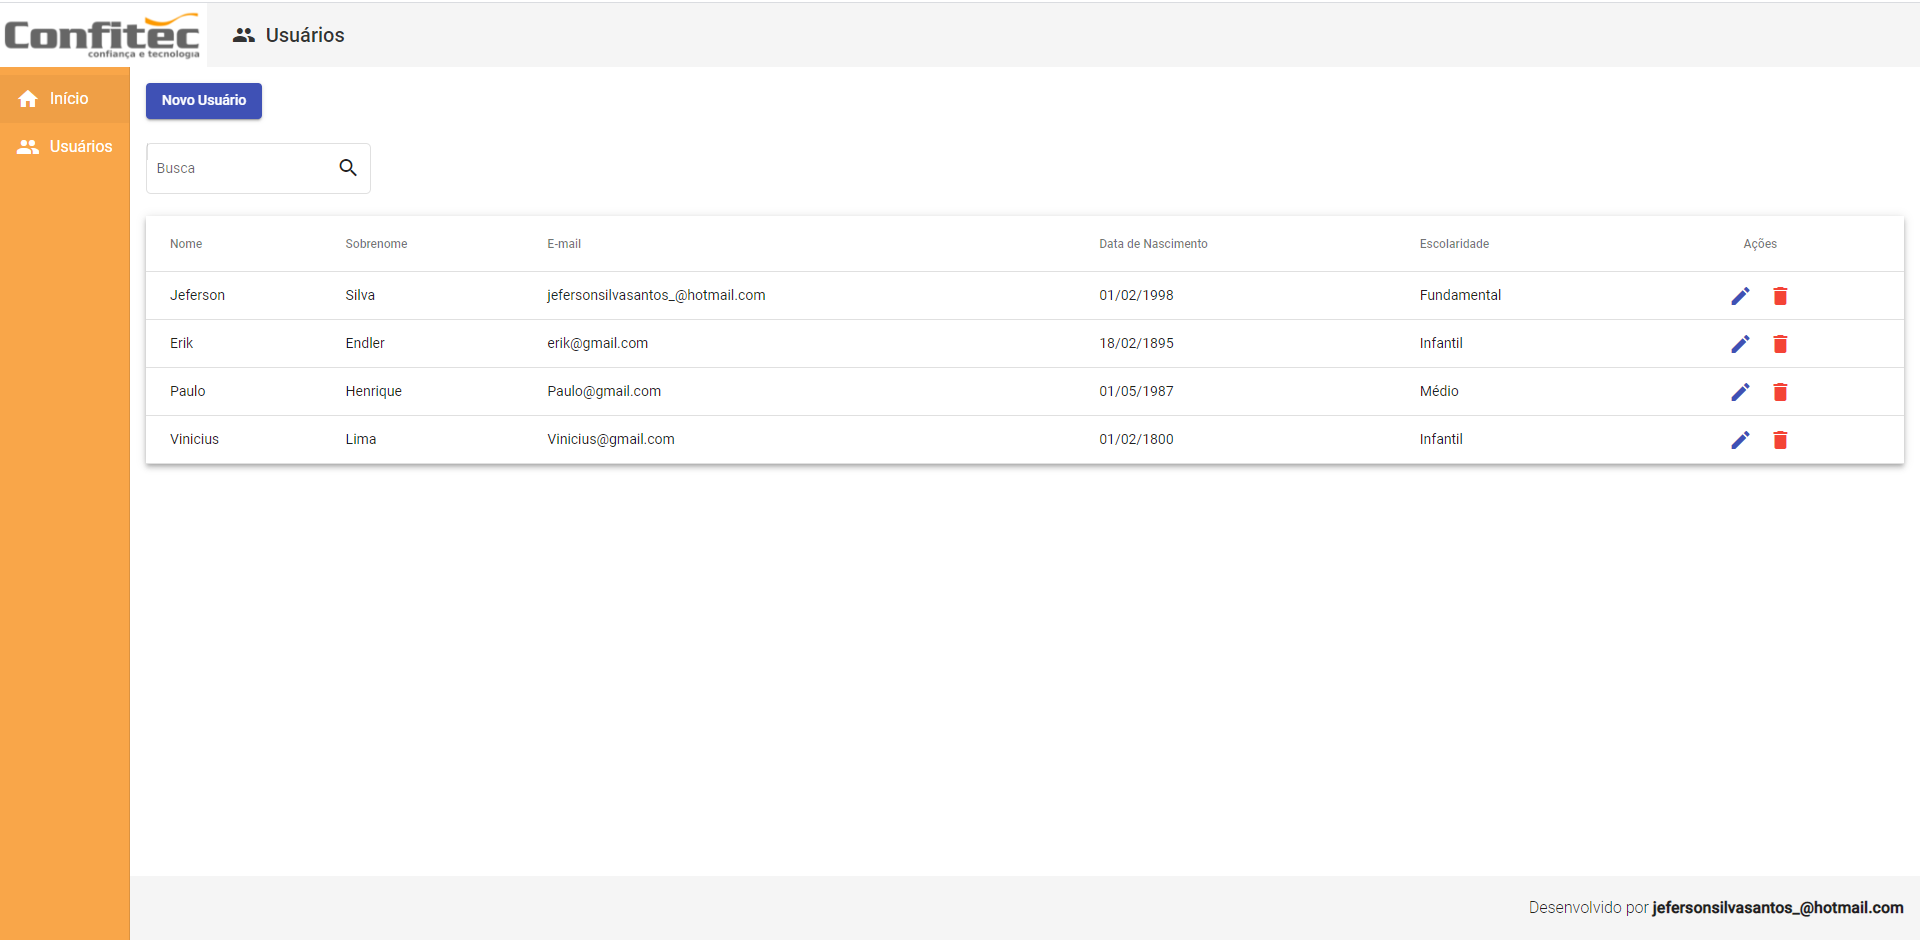 Confitec
confiança e tecnologia
Usuários
Início
Usuários
Novo Usuário
Busca
Nome Sobrenome E-mail Data de Nascimento Escolaridade Ações
Jeferson Silva jefersonsilvasantos_@hotmail.com 01/02/1998 Fundamental
Erik Endler erik@gmail.com 18/02/1895 Infantil
Paulo Henrique Paulo@gmail.com 01/05/1987 Médio
Vinicius Lima Vinicius@gmail.com 01/02/1800 Infantil
Desenvolvido por jefersonsilvasantos_@hotmail.com